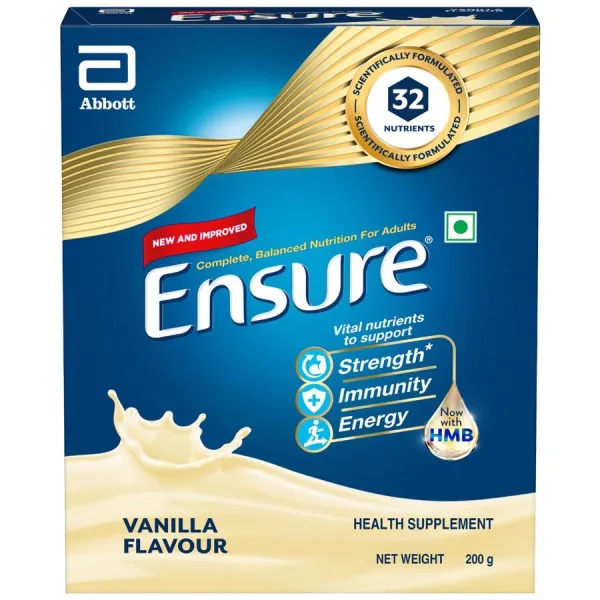 Abbott
SCIENTIFICALLY FORMULATED
32
NUTRIENTS
SCIENTIFICALLY FORMULATED
NEW AND IMPROVED
Complete, Balanced Nutrition For Adults
Ensure®
Vital nutrients
to support
Strength*
Immunity
Energy
Now
with
HMB
VANILLA
FLAVOUR
HEALTH SUPPLEMENT
NET WEIGHT 200 g